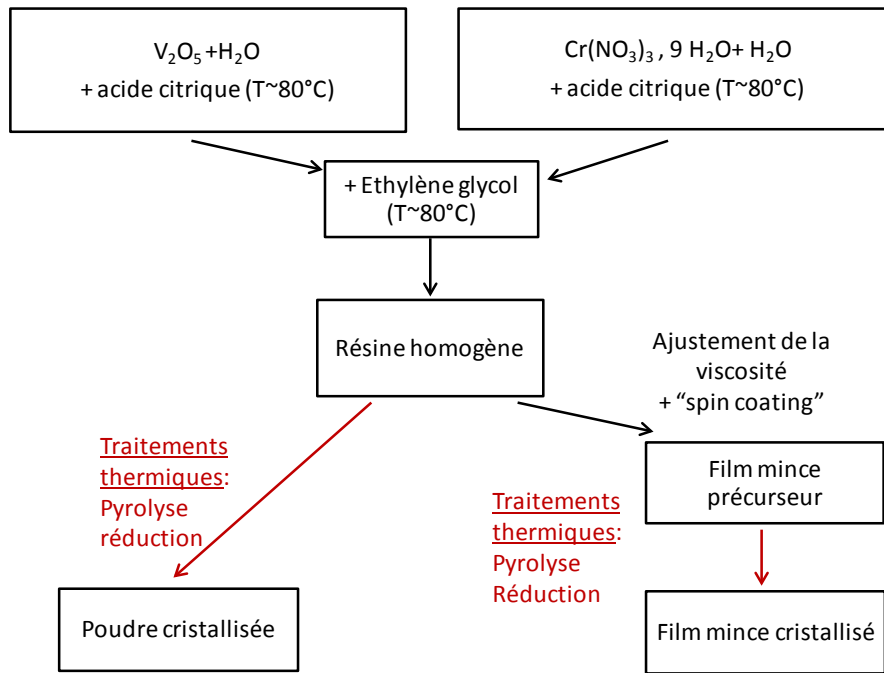 V₂O₅ +H₂O
+ acide citrique (T~80°C)
Cr(NO₃)₃ , 9 H₂O+ H₂O
+ acide citrique (T~80°C)
+ Ethylène glycol
(T~80°C)
Résine homogène
Ajustement de la
viscosité
+ “spin coating”
Traitements
thermiques:
Pyrolyse
réduction
Film mince
précurseur
Traitements
thermiques:
Pyrolyse
Réduction
Poudre cristallisée
Film mince cristallisé